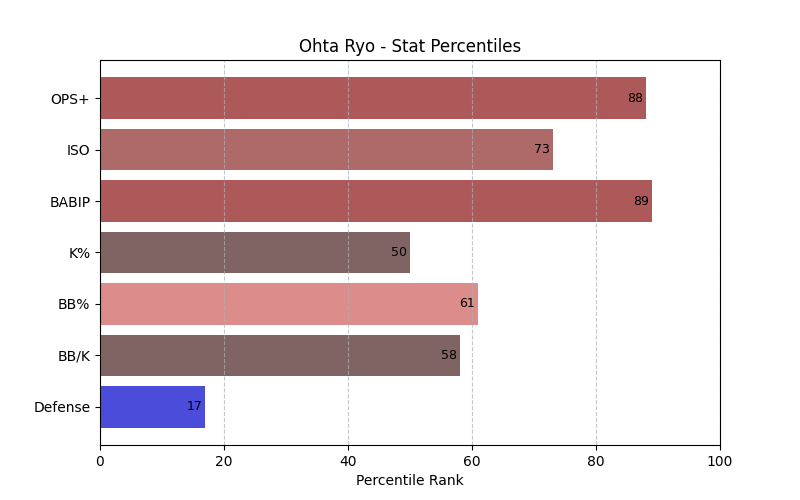 Ohta Ryo - Stat Percentiles
OPS+ 88
ISO 73
BABIP 89
K% 50
BB% 61
BB/K 58
Defense 17
0 20 40 60 80 100
Percentile Rank